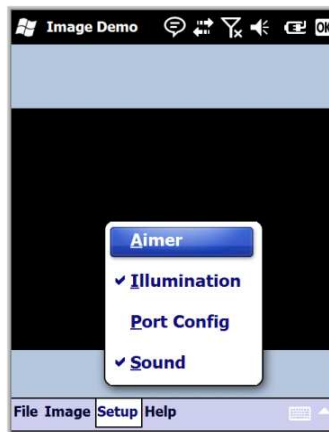 Image Demo OK
Aimer
Illumination
Port Config
Sound
File Image Setup Help